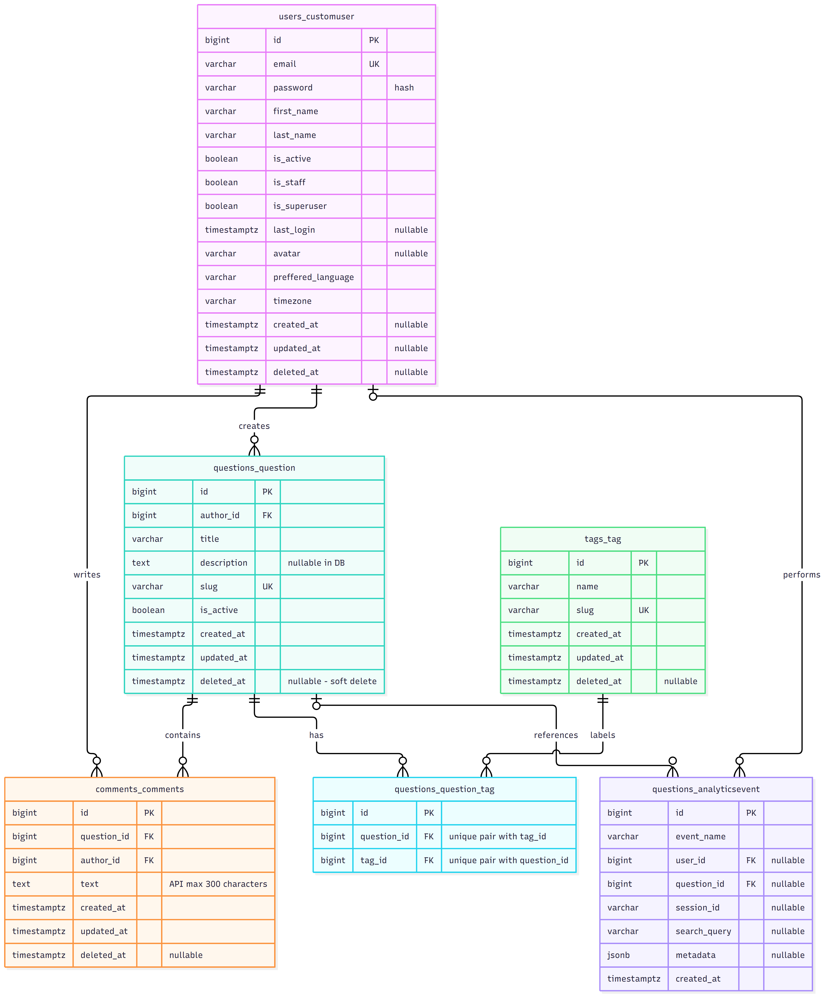 users_customuser
bigint id PK
varchar email UK
varchar password hash
varchar first_name
varchar last_name
boolean is_active
boolean is_staff
boolean is_superuser
timestamptz last_login nullable
varchar avatar nullable
varchar preffered_language
varchar timezone
timestamptz created_at nullable
timestamptz updated_at nullable
timestamptz deleted_at nullable
creates
questions_question
bigint id PK
bigint author_id FK
varchar title
text description nullable in DB
varchar slug UK
boolean is_active
timestamptz created_at
timestamptz updated_at
timestamptz deleted_at nullable - soft delete
tags_tag
bigint id PK
varchar name
varchar slug UK
timestamptz created_at
timestamptz updated_at
timestamptz deleted_at nullable
writes
performs
contains
has
references
labels
comments_comments
bigint id PK
bigint question_id FK
bigint author_id FK
text text API max 300 characters
timestamptz created_at
timestamptz updated_at
timestamptz deleted_at nullable
questions_question_tag
bigint id PK
bigint question_id FK unique pair with tag_id
bigint tag_id FK unique pair with question_id
questions_analyticsevent
bigint id PK
varchar event_name
bigint user_id FK nullable
bigint question_id FK nullable
varchar session_id nullable
varchar search_query nullable
jsonb metadata nullable
timestamptz created_at